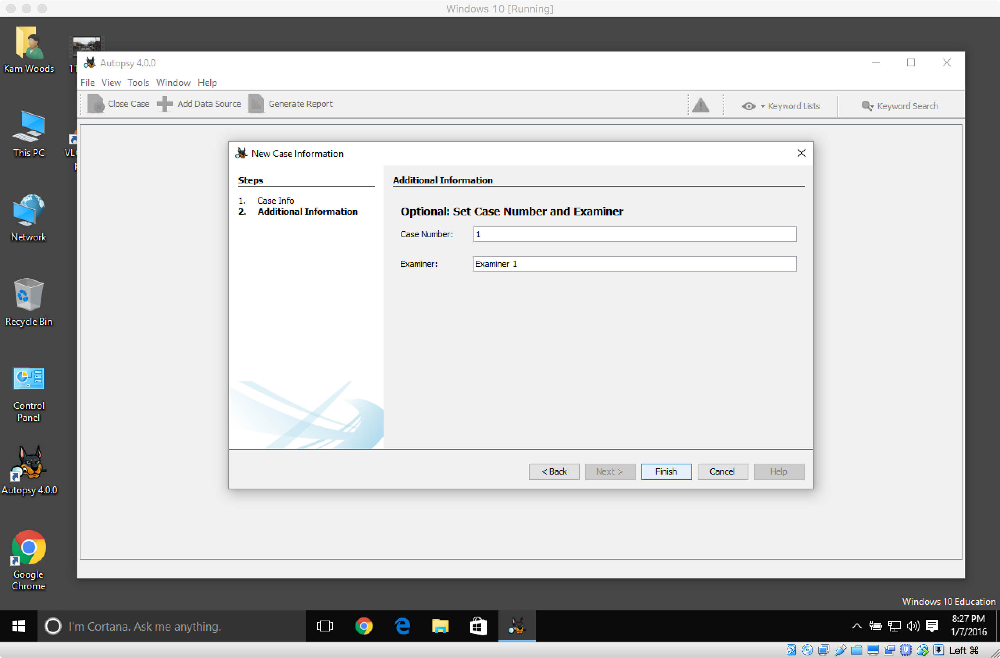 Windows 10 [Running]
Kam Woods
11
Autopsy 4.0.0
File View Tools Window Help
Close Case Add Data Source Generate Report Keyword Lists Keyword Search
This PC
VLC
p
New Case Information
Steps
1. Case Info
2. Additional Information
Additional Information
Optional: Set Case Number and Examiner
Case Number: 1
Examiner: Examiner 1
Network
Recycle Bin
Control
Panel
Autopsy 4.0.0
< Back Next > Finish Cancel Help
Google
Chrome
Windows 10 Education
I'm Cortana. Ask me anything.
8:27 PM
1/7/2016
Left ⌘